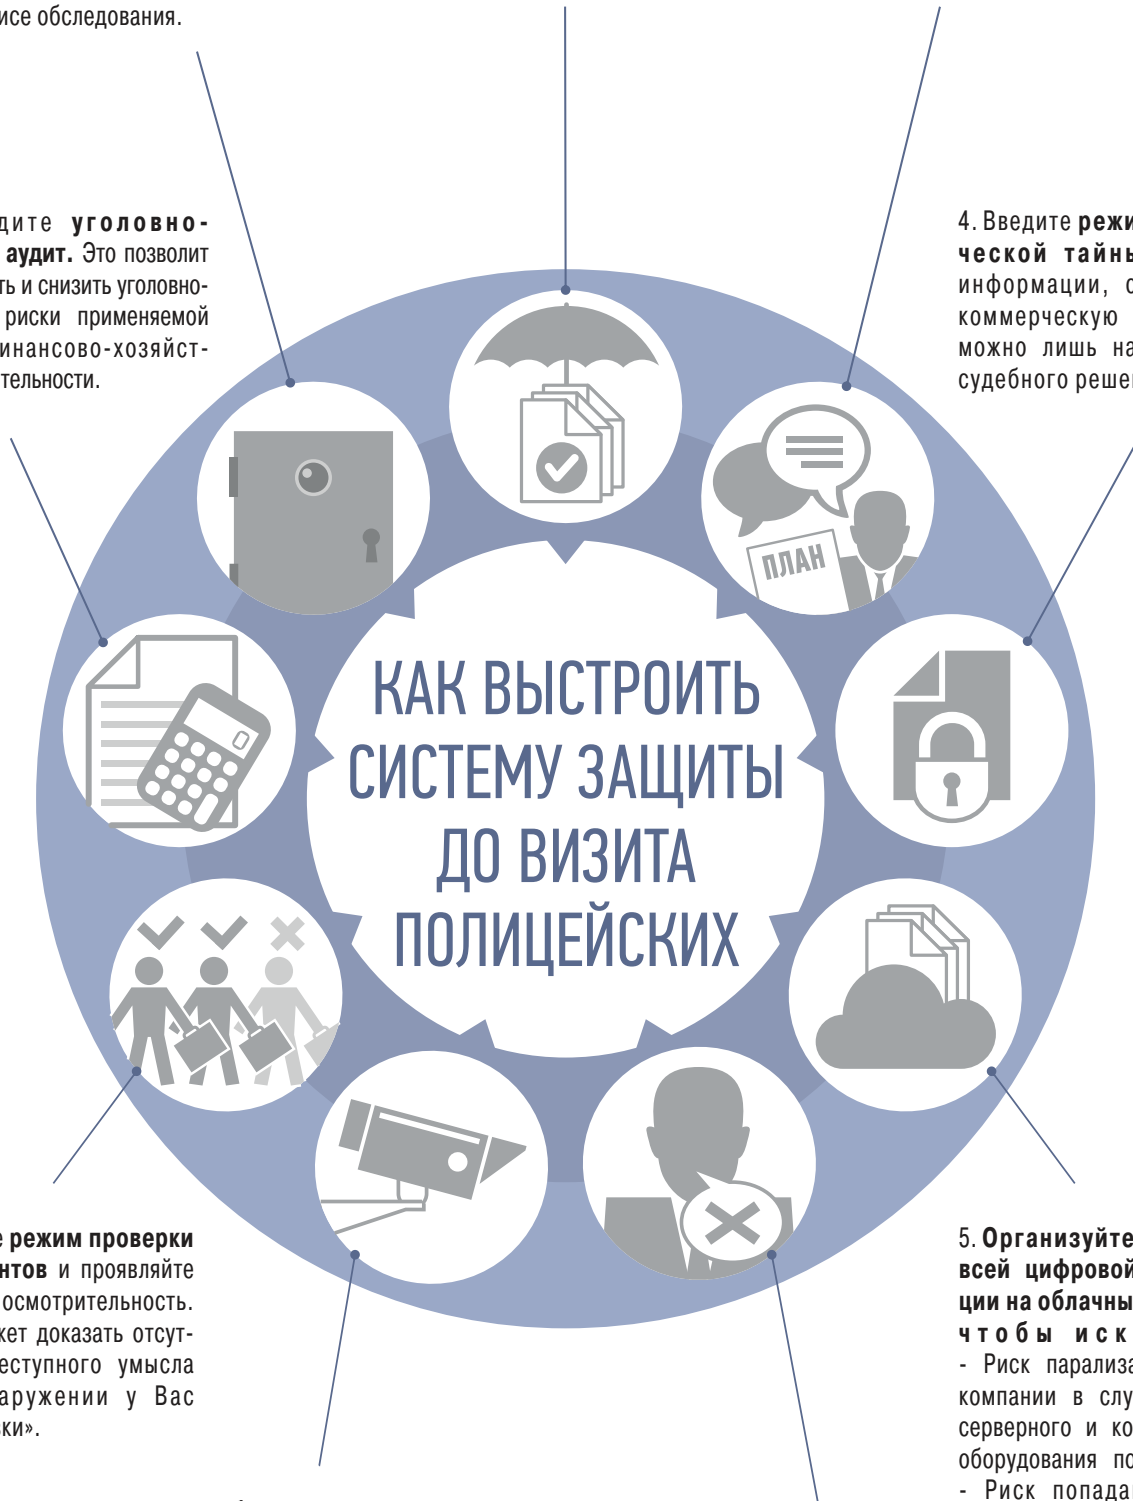 исе обследования.
дите уголовно-
аудит. Это позволит
ть и снизить уголовно-
риски применяемой
инансово-хозяйст-
тельности.
4. Введите режи
ческой тайны
информации, с
коммерческую
можно лишь на
судебного реше
ПЛАН
КАК ВЫСТРОИТЬ
СИСТЕМУ ЗАЩИТЫ
ДО ВИЗИТА
ПОЛИЦЕЙСКИХ
е режим проверки
нтов и проявляйте
осмотрительность.
жет доказать отсут-
еступного умысла
аружении у Вас
вки».
5. Организуйте
всей цифровой
ции на облачны
чтобы иск
- Риск парализа
компании в слу
серверного и ко
оборудования по
- Риск попада